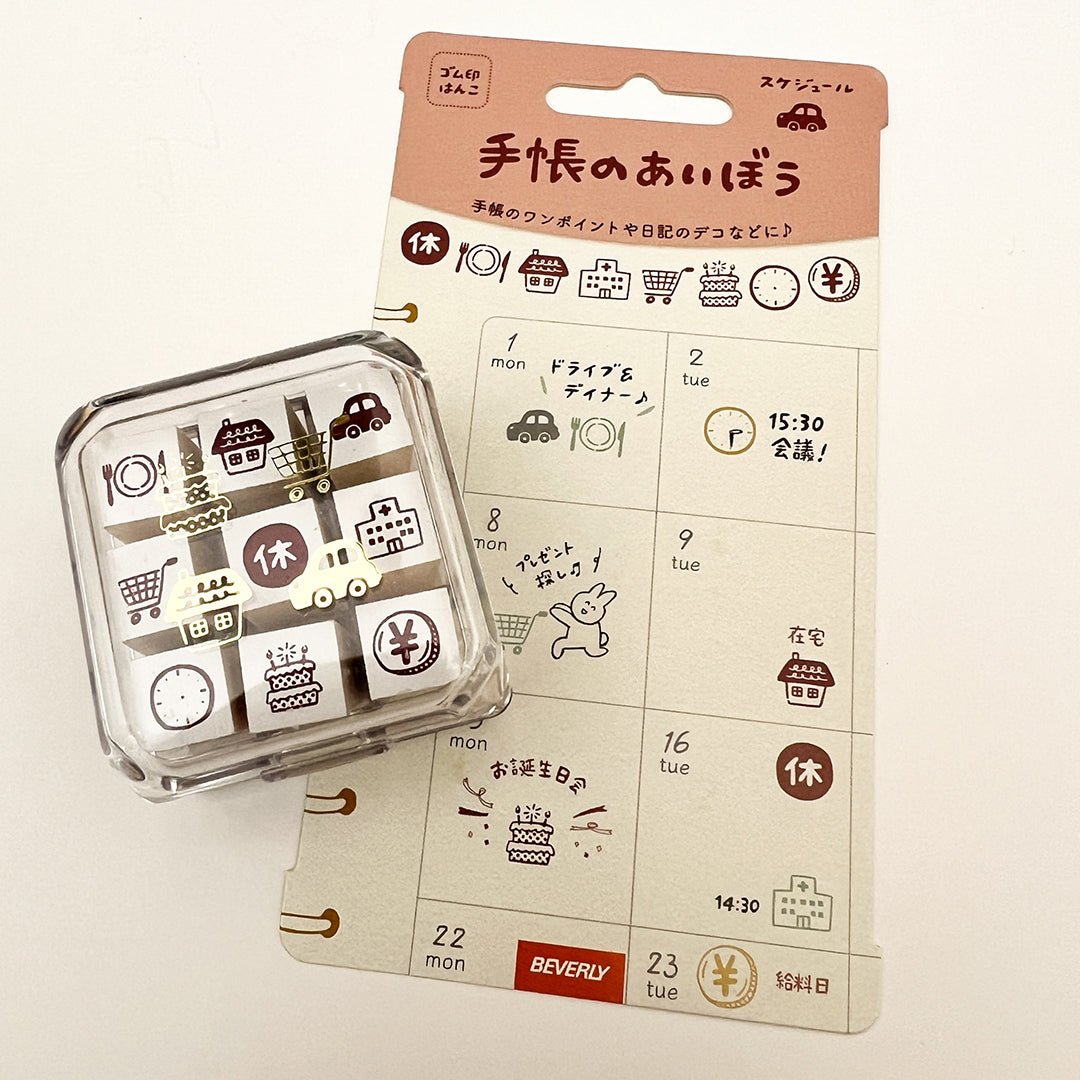 ゴム印
はんこ
スケジュール
手帳のあいぼう
手帳のワンポイントや日記のデコなどに♪
休
¥
1
mon
ドライブ&
ディナー♪
2
tue
15:30
会議!
8
mon
プレゼント
探し♫
9
tue
在宅
mon
お誕生日会
16
tue
休
14:30
22
mon
BEVERLY
23
tue
¥
給料日
休
¥